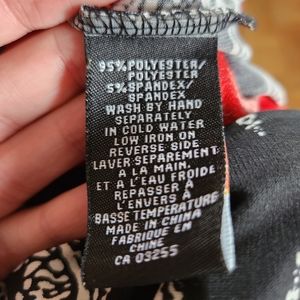 95%POLYESTER/
POLYESTER
5%SPANDEX/
SPANDEX
WASH BY HAND
SEPARATELY
IN COLD WATER
LOW IRON ON
REVERSE SIDE
LAVER SEPAREMENT
A LA MAIN.
ET A L'EAU FROIDE
REPASSER À
L'ENVERS À
BASSE TEMPERATURE
MADE IN CHINA
FABRIQUE EN
CHINE
CA 03255